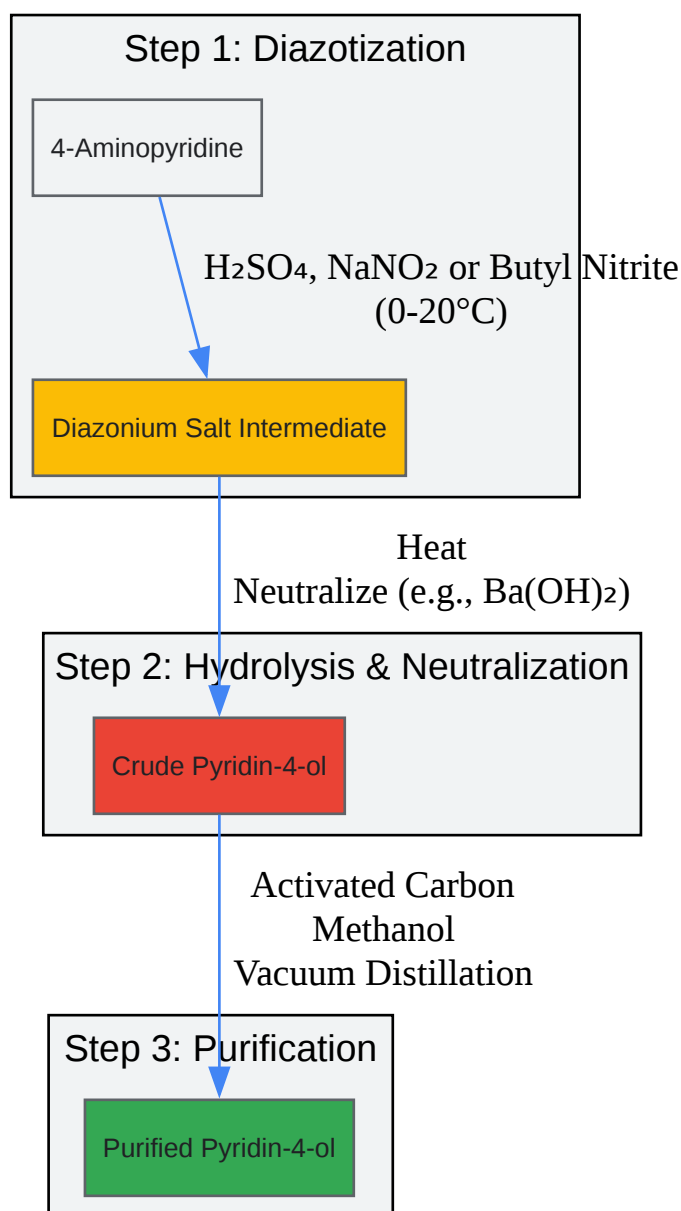 Step 1: Diazotization
4-Aminopyridine
H₂SO₄, NaNO₂ or Butyl Nitrite
(0-20°C)
Diazonium Salt Intermediate
Heat
Neutralize (e.g., Ba(OH)₂)
Step 2: Hydrolysis & Neutralization
Crude Pyridin-4-ol
Activated Carbon
Methanol
Vacuum Distillation
Step 3: Purification
Purified Pyridin-4-ol